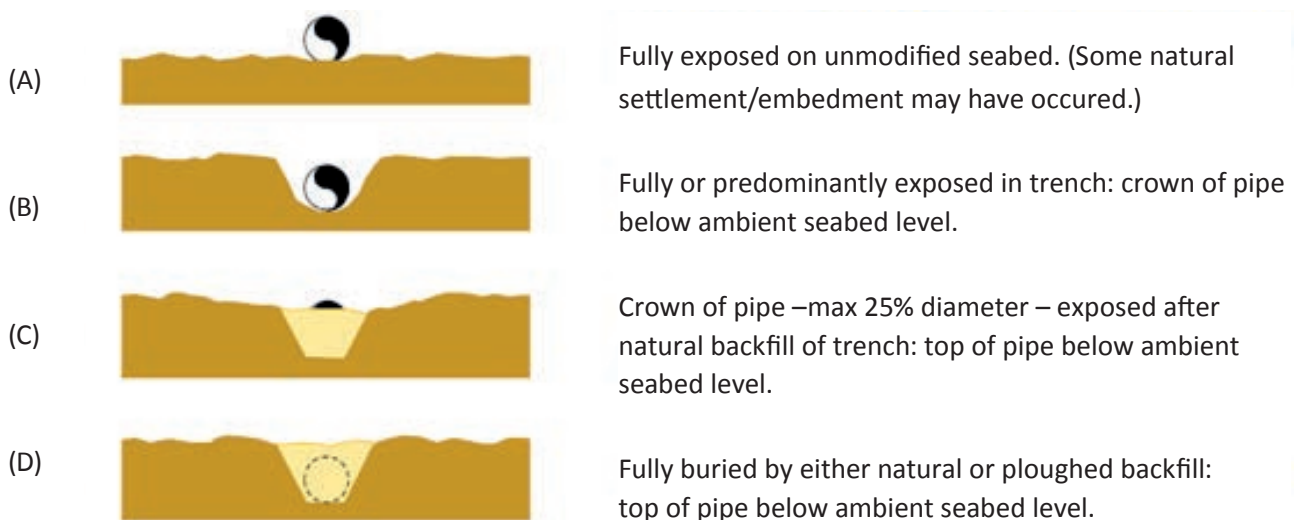 (A)
Fully exposed on unmodified seabed. (Some natural
settlement/embedment may have occured.)
(B)
Fully or predominantly exposed in trench: crown of pipe
below ambient seabed level.
(C)
Crown of pipe –max 25% diameter – exposed after
natural backfill of trench: top of pipe below ambient
seabed level.
(D)
Fully buried by either natural or ploughed backfill:
top of pipe below ambient seabed level.